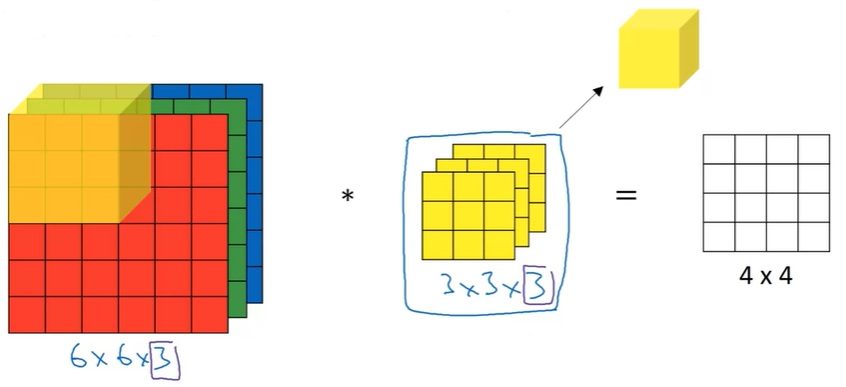 *
=
3x3x3
4 x 4
6x6x3